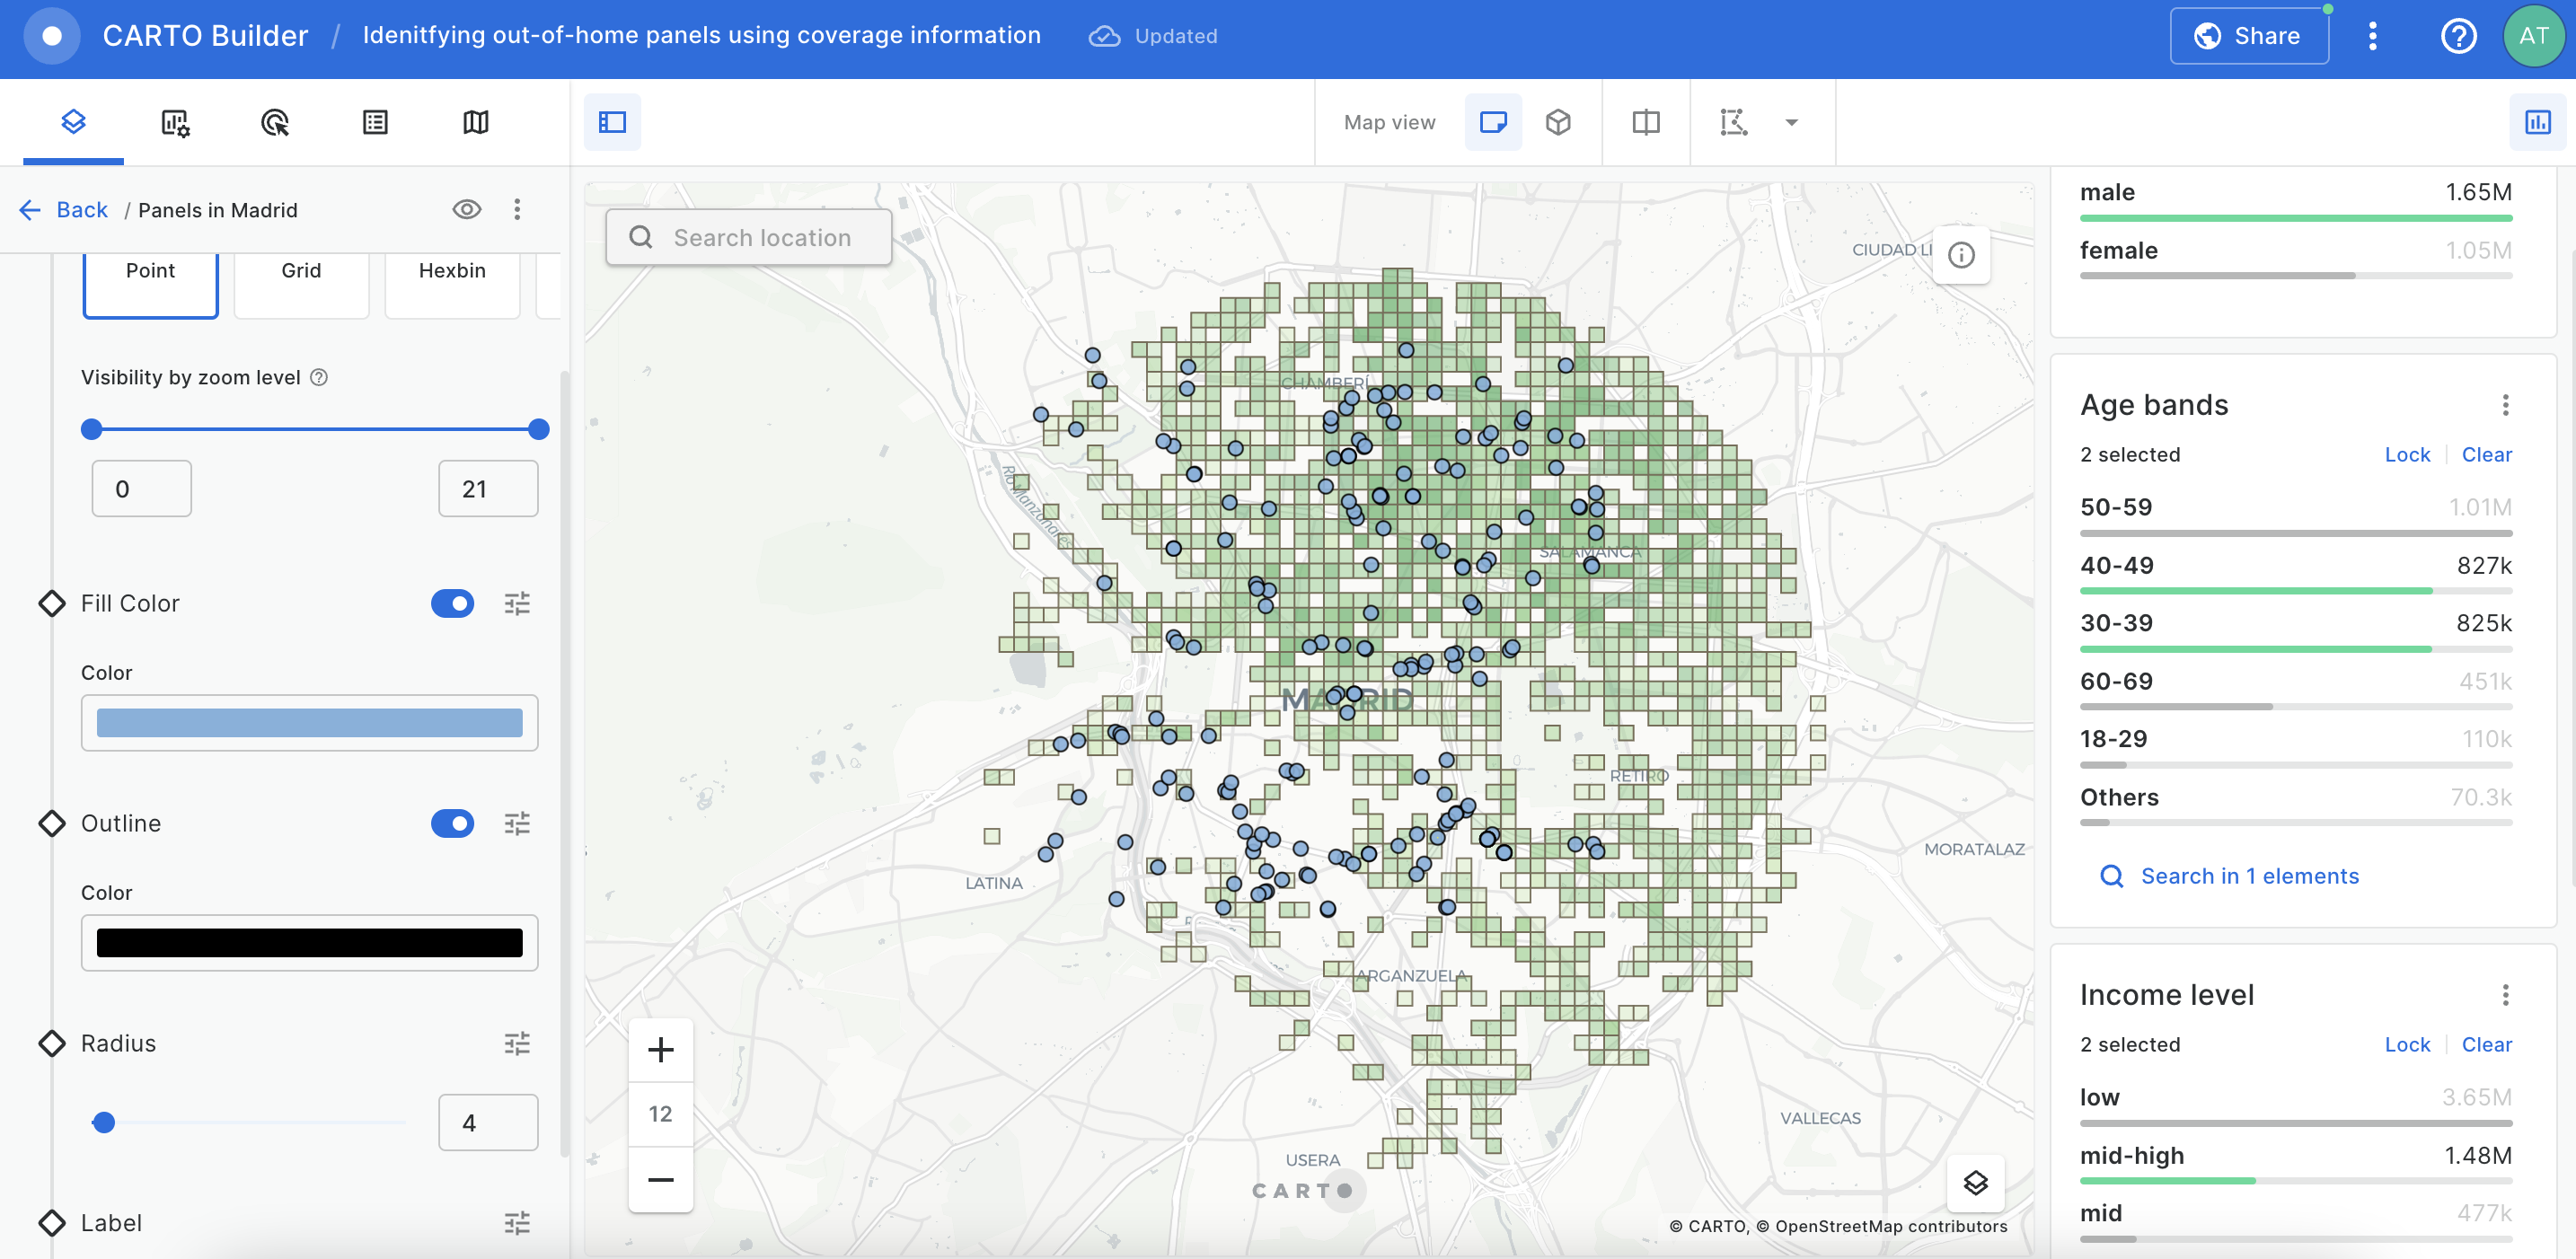 CARTO Builder / Idenitfying out-of-home panels using coverage information Updated Share AT
Map view
Back / Panels in Madrid
Point Grid Hexbin
Visibility by zoom level
0 21
Fill Color
Color
Outline
Color
Radius
4
Label
Search location
CIUDAD LI
CHAMBERÍ
Río Manzanares
SALAMANCA
MADRID
RETIRO
MORATALAZ
LATINA
ARGANZUELA
VALLECAS
USERA
CARTO
12
© CARTO, © OpenStreetMap contributors
male 1.65M
female 1.05M
Age bands
2 selected Lock Clear
50-59 1.01M
40-49 827k
30-39 825k
60-69 451k
18-29 110k
Others 70.3k
Search in 1 elements
Income level
2 selected Lock Clear
low 3.65M
mid-high 1.48M
mid 477k